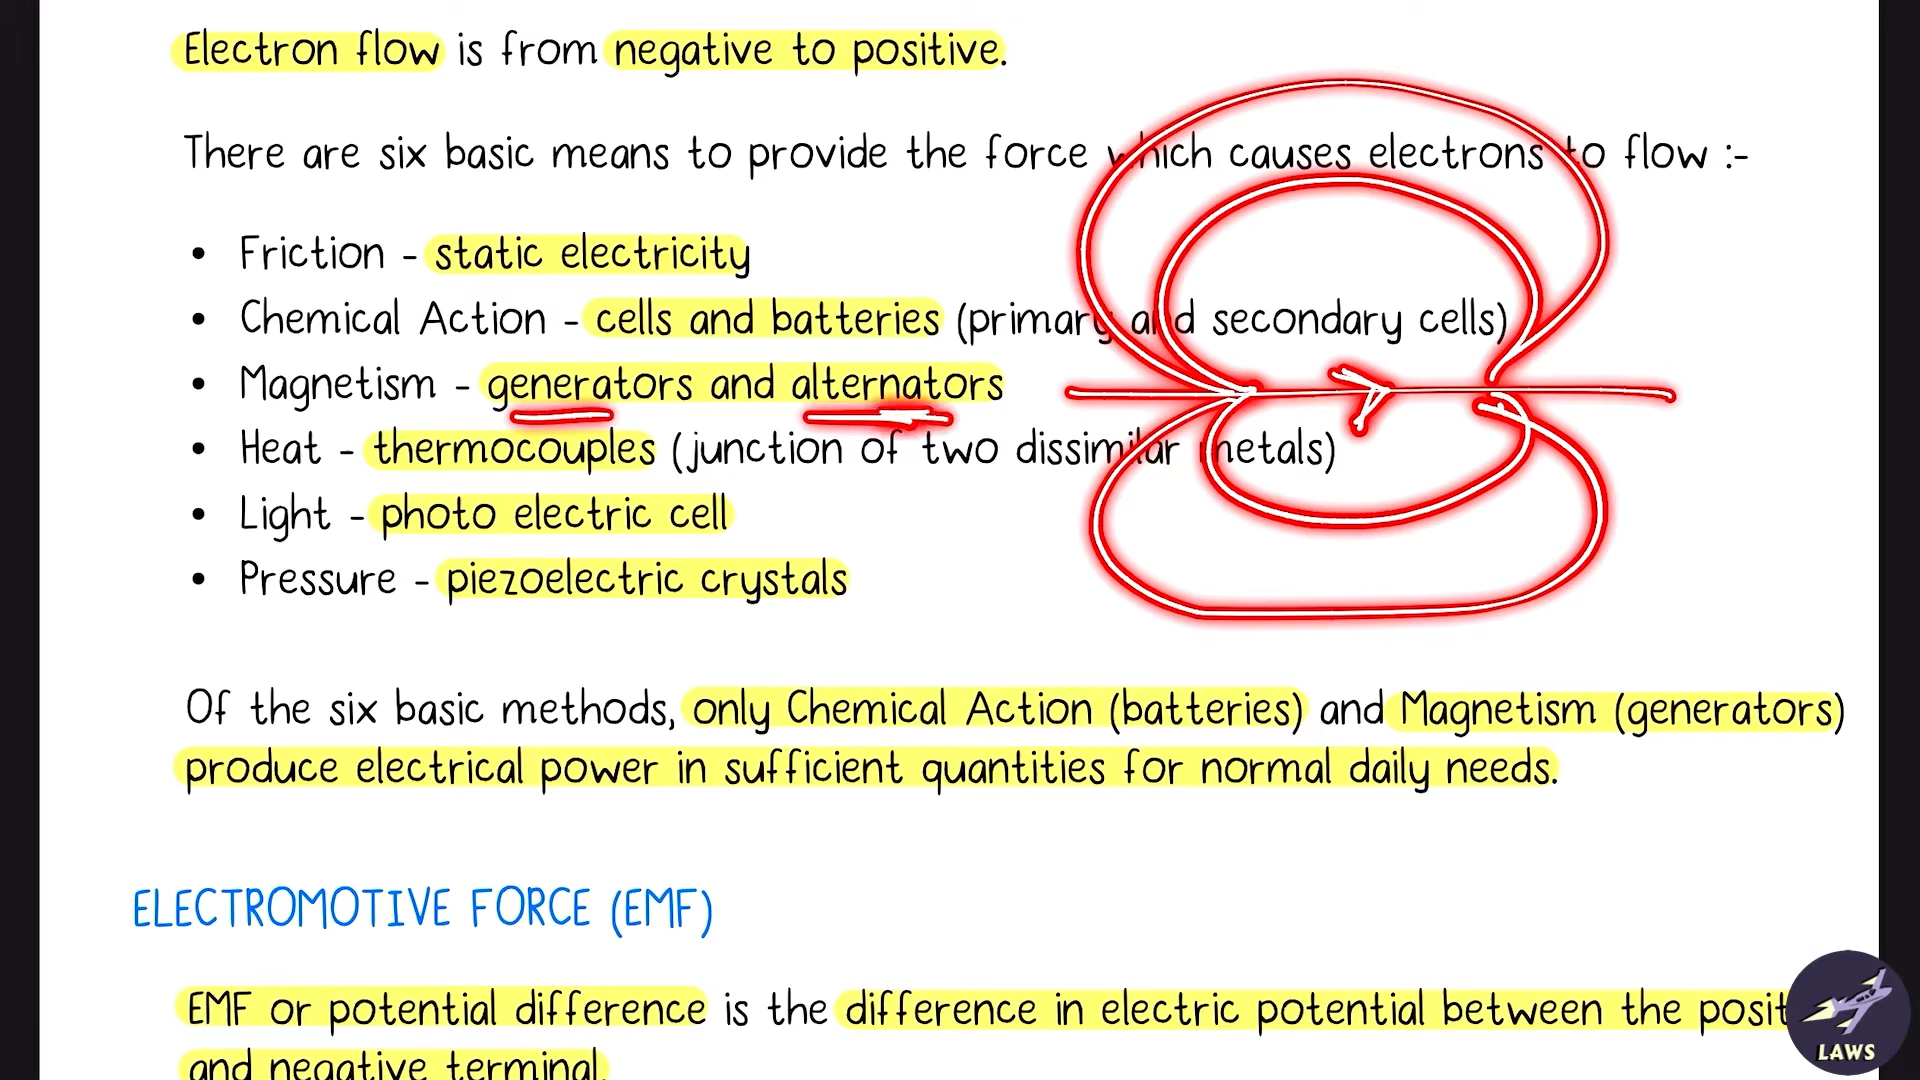 Electron flow is from negative to positive.
There are six basic means to provide the force which causes electrons to flow :-
• Friction - static electricity
• Chemical Action - cells and batteries (primary and secondary cells)
• Magnetism - generators and alternators
• Heat - thermocouples (junction of two dissimilar metals)
• Light - photo electric cell
• Pressure - piezoelectric crystals
Of the six basic methods, only Chemical Action (batteries) and Magnetism (generators)
produce electrical power in sufficient quantities for normal daily needs.
ELECTROMOTIVE FORCE (EMF)
EMF or potential difference is the difference in electric potential between the posit
and negative terminal.
LAWS